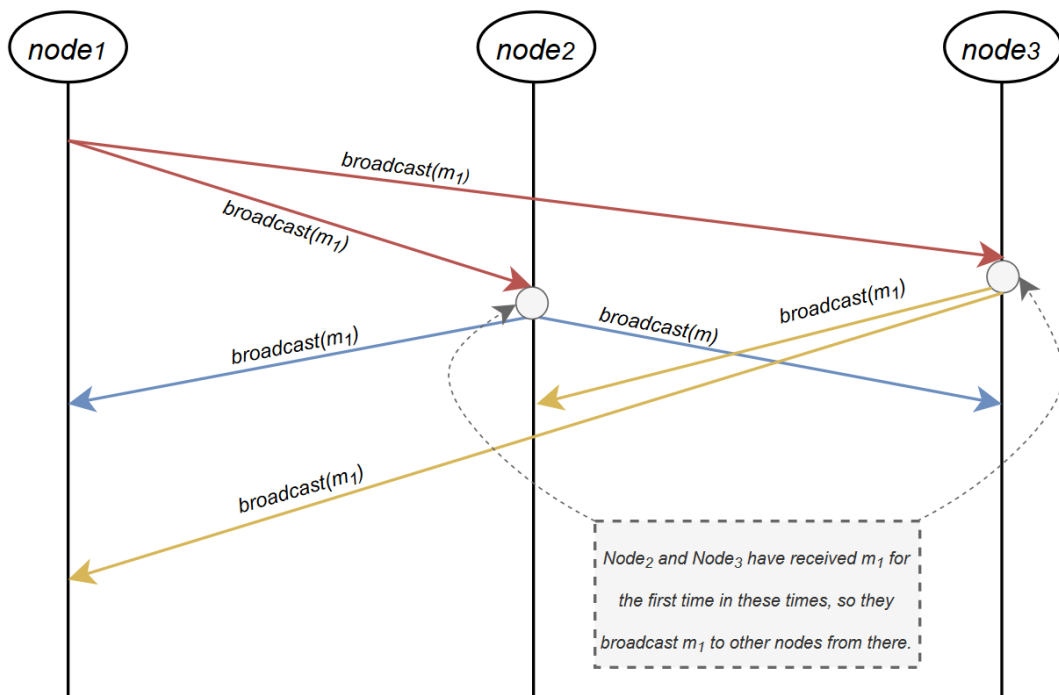 node1
node2
node3
broadcast(m1)
broadcast(m1)
broadcast(m1)
broadcast(m1)
broadcast(m)
broadcast(m1)
Node2 and Node3 have received m1 for
the first time in these times, so they
broadcast m1 to other nodes from there.